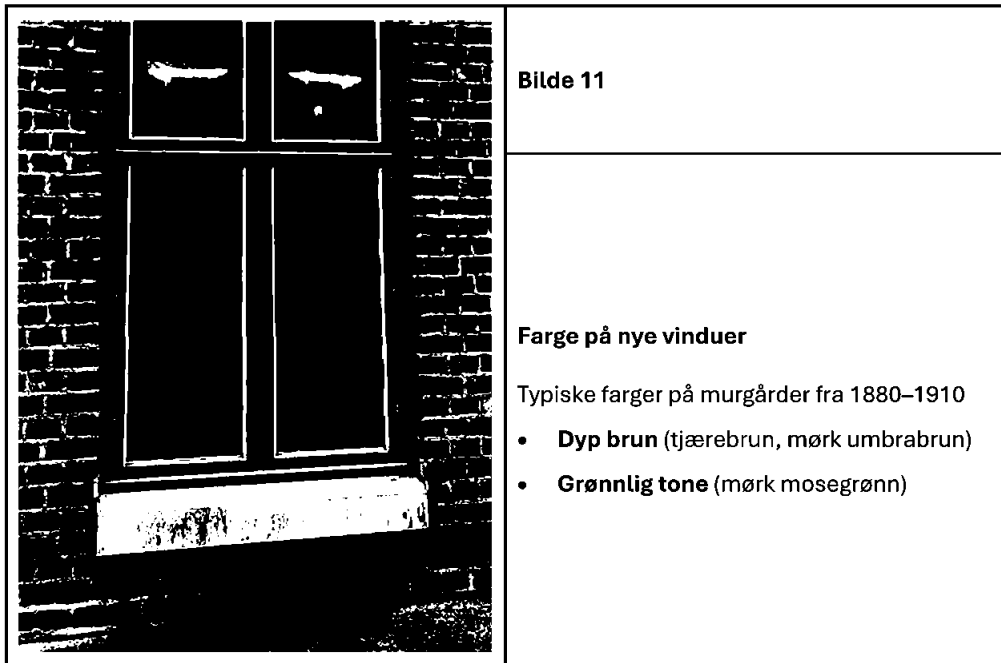 Bilde 11
Farge på nye vinduer
Typiske farger på murgårder fra 1880–1910
• Dyp brun (tjærebrun, mørk umbrabrun)
• Grønnlig tone (mørk mosegrønn)